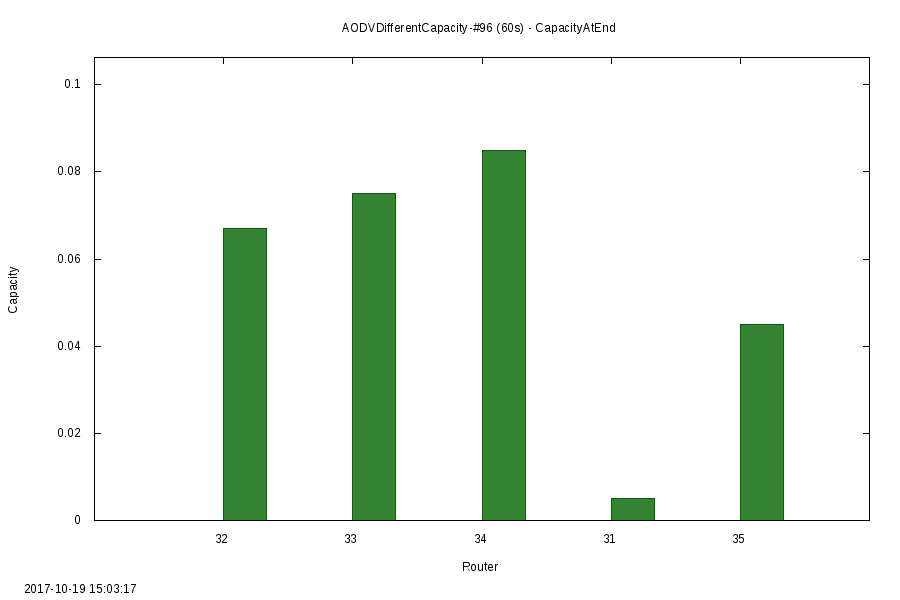 AODVDifferentCapacity-#96 (60s) - CapacityAtEnd
0.1
0.08
0.06
0.04
0.02
0
Capacity
32 33 34 31 35
Router
2017-10-19 15:03:17